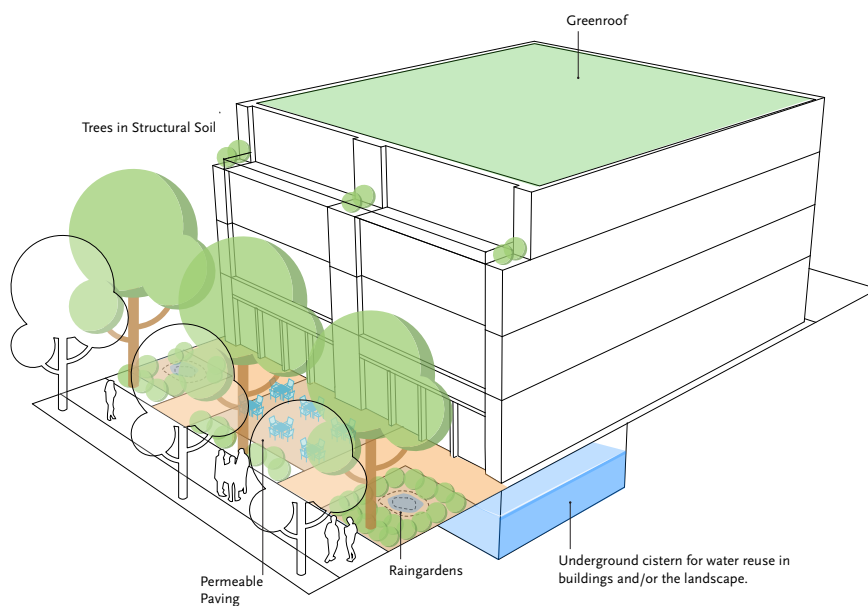 Greenroof
Trees in Structural Soil
Permeable
Paving
Raingardens
Underground cistern for water reuse in
buildings and/or the landscape.